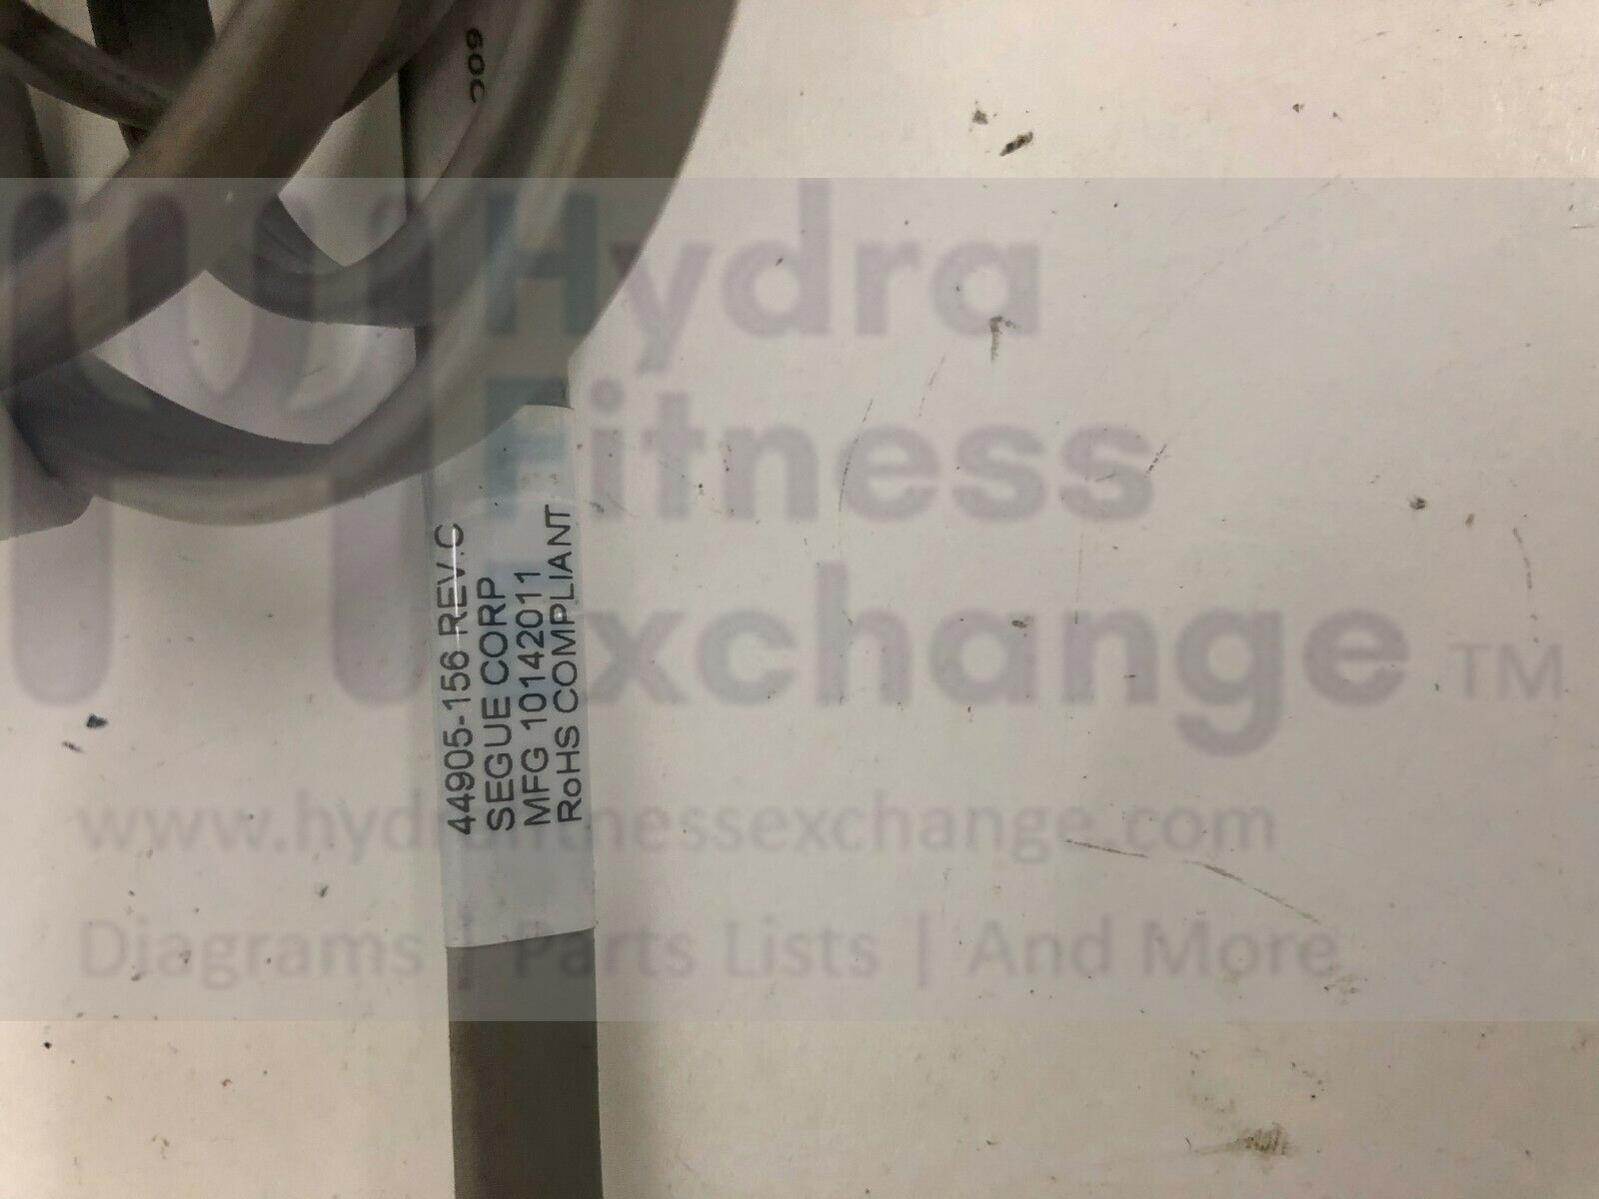 60C
44905-156 REV.C
SEGUE CORP
MFG 10142011
RoHS COMPLIANT
Hydra
Fitness
Exchange TM
www.hydrafitnessexchange.com
Diagrams | Parts Lists | And More